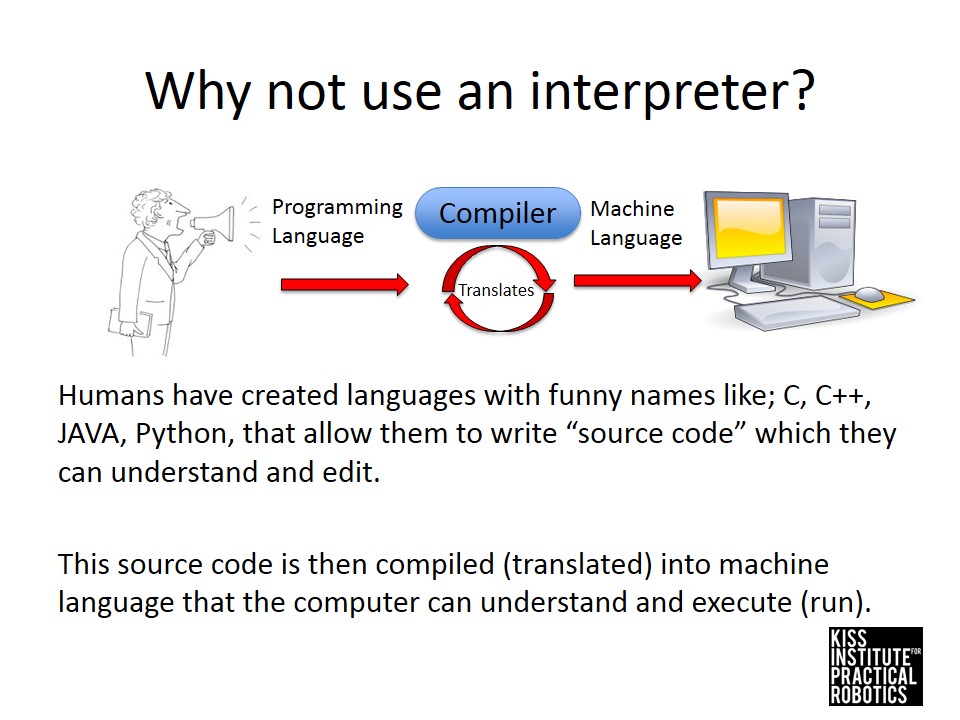 Why not use an interpreter?
Programming
Language
Compiler
Translates
Machine
Language
Humans have created languages with funny names like; C, C++,
JAVA, Python, that allow them to write “source code” which they
can understand and edit.
This source code is then compiled (translated) into machine
language that the computer can understand and execute (run).
KISS
INSTITUTE FOR
PRACTICAL
ROBOTICS